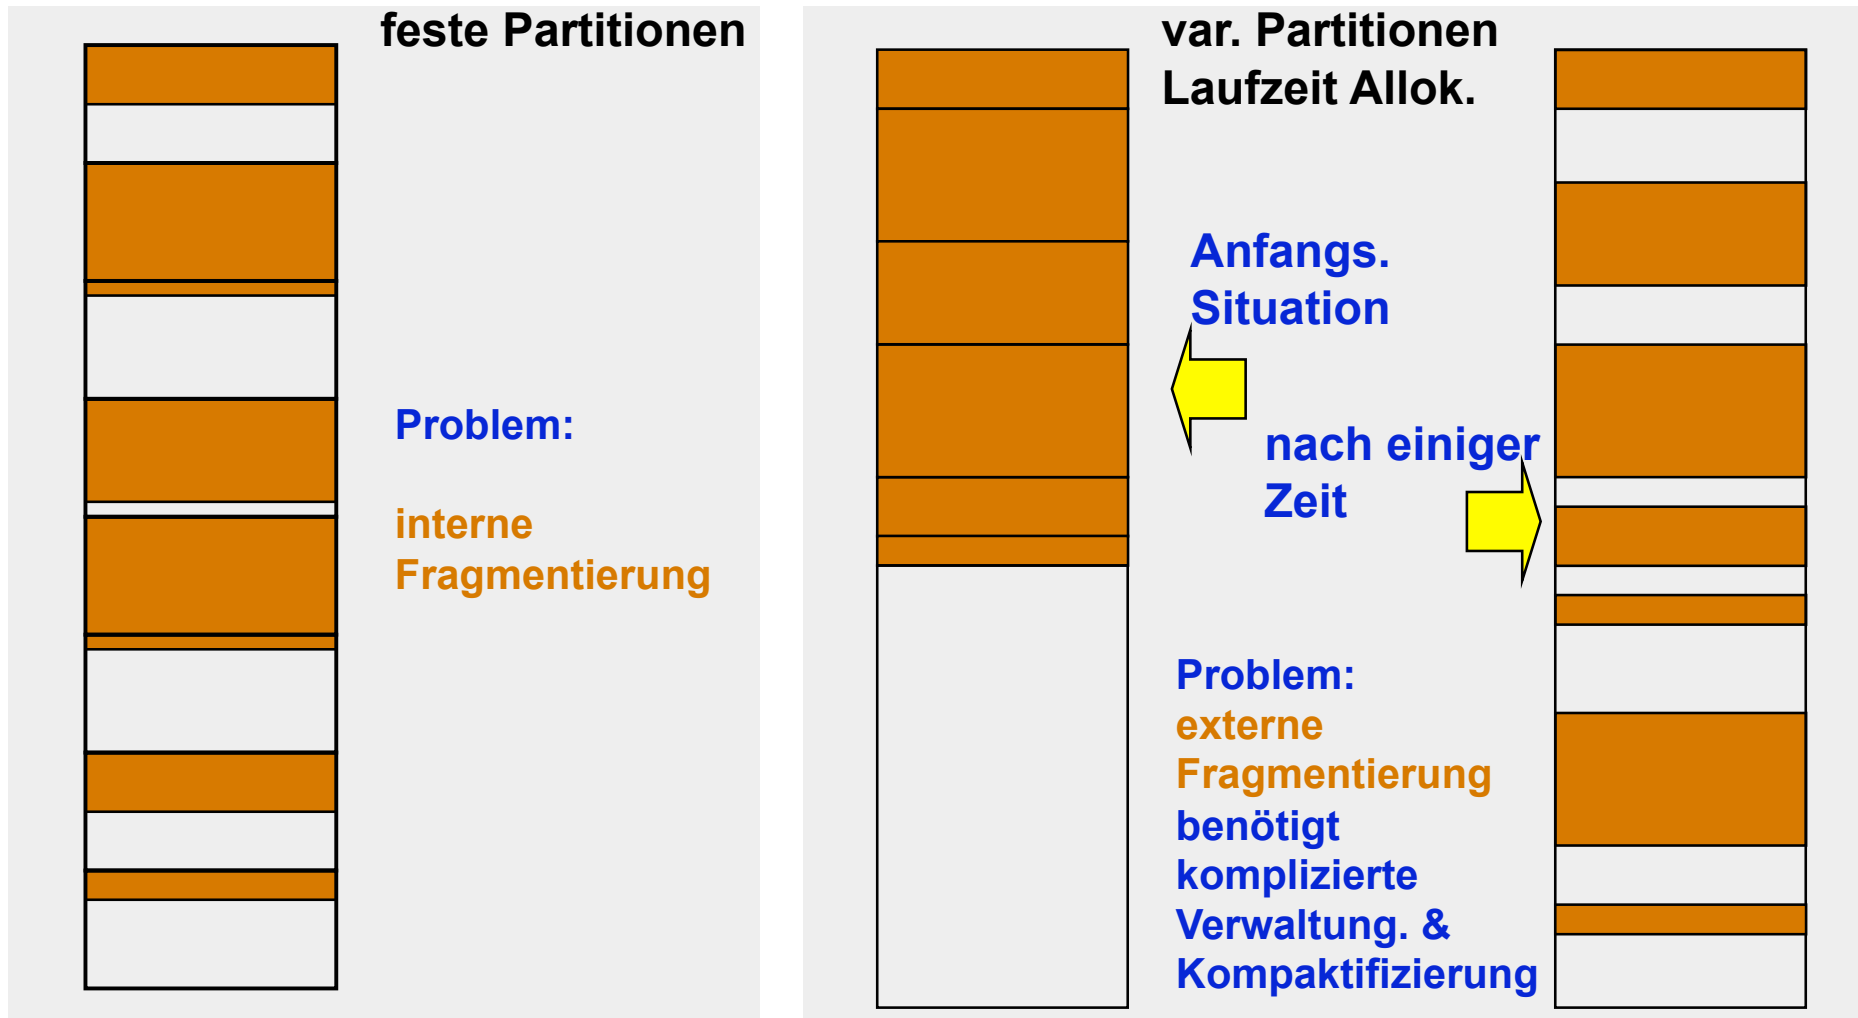 feste Partitionen
Problem:
interne
Fragmentierung
var. Partitionen
Laufzeit Allok.
Anfangs.
Situation
nach einiger
Zeit
Problem:
externe
Fragmentierung
benötigt
komplizierte
Verwaltung. &
Kompaktifizierung